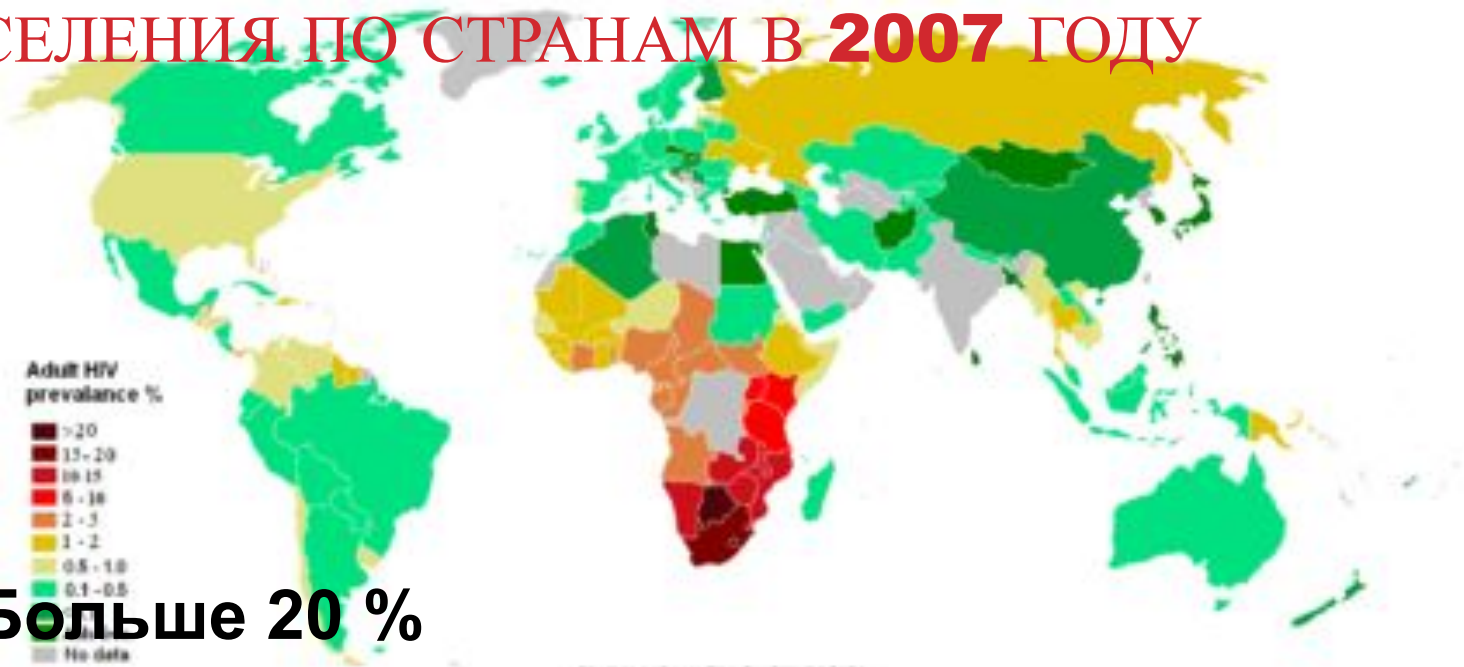 СЕЛЕНИЯ ПО СТРАНАМ В 2007 ГОДУ
Adult HIV
prevalance %
>20
15-20
10-15
5 - 10
2 - 5
1 - 2
0.5 - 1.0
0.1 - 0.5
Больше 20 %
No data